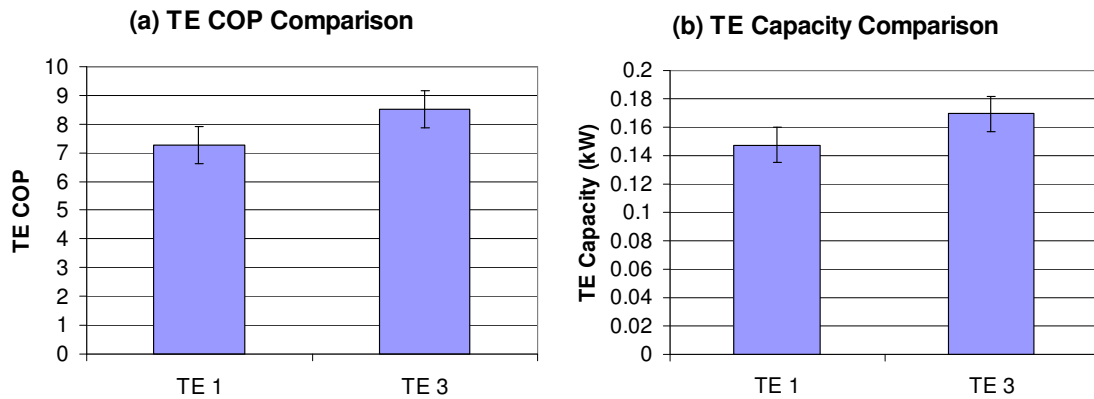 (a) TE COP Comparison
10
9
8
7
6
5
4
3
2
1
0
TE COP
TE 1
TE 3
(b) TE Capacity Comparison
0.2
0.18
0.16
0.14
0.12
0.1
0.08
0.06
0.04
0.02
0
TE Capacity (kW)
TE 1
TE 3